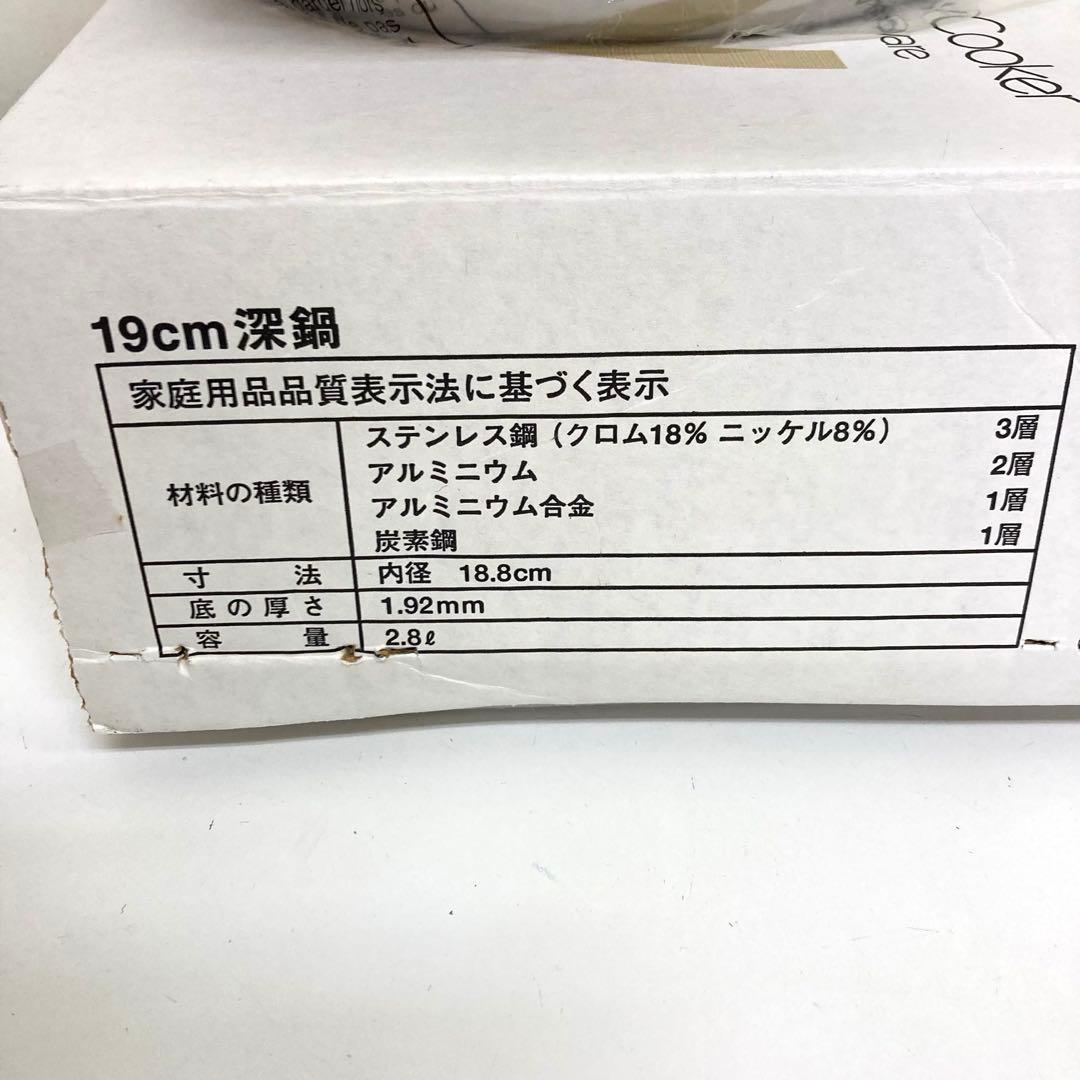 pas
Cooker
19cm深鍋
家庭用品品質表示法に基づく表示
材料の種類
ステンレス鋼（クロム18% ニッケル8%） 3層
アルミニウム 2層
アルミニウム合金 1層
炭素鋼 1層
寸法 内径 18.8cm
底の厚さ 1.92mm
容量 2.8ℓ